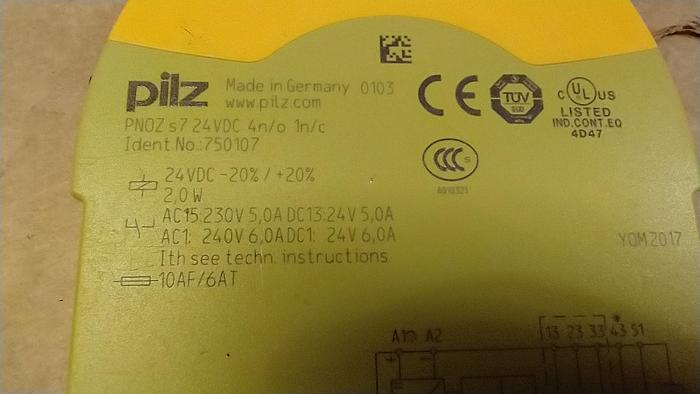 pilz Made in Germany 0103
www.pilz.com
PNOZ s7 24VDC 4n/o 1n/c
Ident.No.:750107
24VDC -20% / +20%
2,0 W
AC15:230V 5,0A DC13:24V 5,0A
AC1: 240V 6,0A DC1: 24V 6,0A
Ith see techn. instructions
10AF/6AT
CE
TÜV
SÜD
C UL US
LISTED
IND.CONT.EQ
4D47
CCC S
A010321
YOM 2017
A1 A2
13 23 33 43 51
+ -